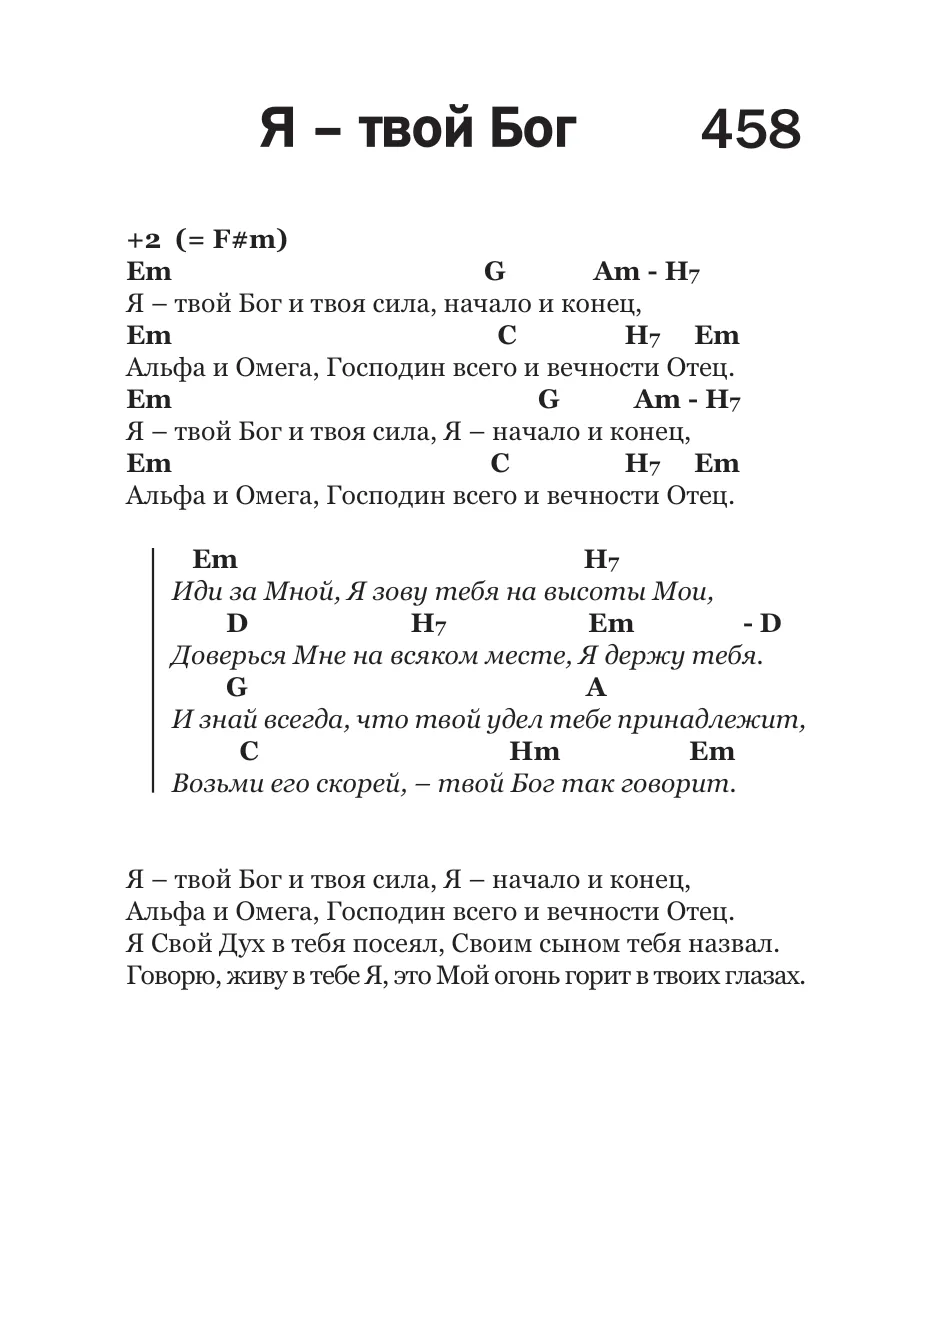 Я – твой Бог 458
+2 (= F#m)
Em G Am - H7
Я – твой Бог и твоя сила, начало и конец,
Em C H7 Em
Альфа и Омега, Господин всего и вечности Отец.
Em G Am - H7
Я – твой Бог и твоя сила, Я – начало и конец,
Em C H7 Em
Альфа и Омега, Господин всего и вечности Отец.
Em H7
Иди за Мной, Я зову тебя на высоты Мои,
D H7 Em - D
Доверься Мне на всяком месте, Я держу тебя.
G A
И знай всегда, что твой удел тебе принадлежит,
C Hm Em
Возьми его скорей, – твой Бог так говорит.
Я – твой Бог и твоя сила, Я – начало и конец,
Альфа и Омега, Господин всего и вечности Отец.
Я Свой Дух в тебя посеял, Своим сыном тебя назвал.
Говорю, живу в тебе Я, это Мой огонь горит в твоих глазах.